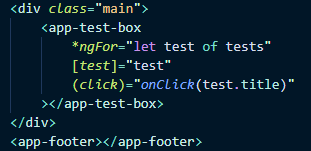 <div class="main">
<app-test-box
*ngFor="let test of tests"
[test]="test"
(click)="onClick(test.title)"
></app-test-box>
</div>
<app-footer></app-footer>